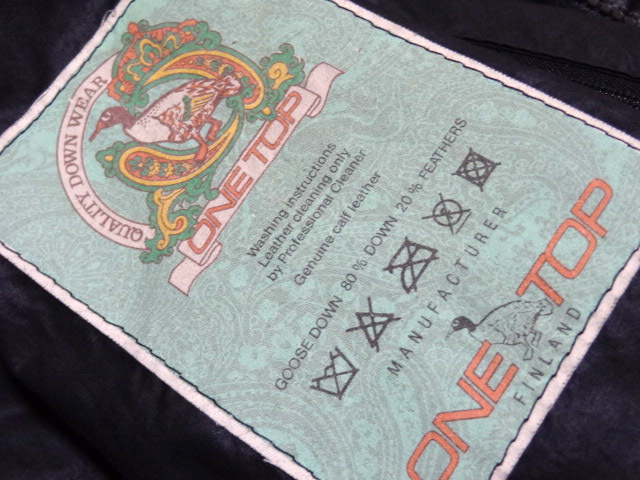 QUALITY DOWN WEAR
ONE TOP
Washing instructions
Leather cleaning only
by Professional Cleaner
Genuine calf leather
GOOSE DOWN 80 % DOWN 20 % FEATHERS
MANUFACTURER
ONE TOP
FINLAND